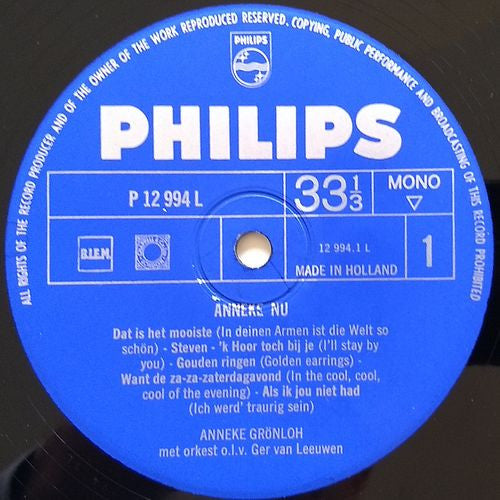 ALL RIGHTS OF THE RECORD PRODUCER AND OF THE OWNER OF THE WORK REPRODUCED RESERVED. COPYING, PUBLIC PERFORMANCE AND BROADCASTING OF THIS RECORD PROHIBITED
PHILIPS
PHILIPS
P 12 994 L
33 1/3
MONO
▽
B.I.E.M.
12 994.1 L
MADE IN HOLLAND
1
ANNEKE NU
Dat is het mooiste (In deinen Armen ist die Welt so
schön) - Steven - 'k Hoor toch bij je (I'll stay by
you) - Gouden ringen (Golden earrings) -
Want de za-za-zaterdagavond (In the cool, cool,
cool of the evening) - Als ik jou niet had
(Ich werd' traurig sein)
ANNEKE GRÖNLOH
met orkest o.l.v. Ger van Leeuwen